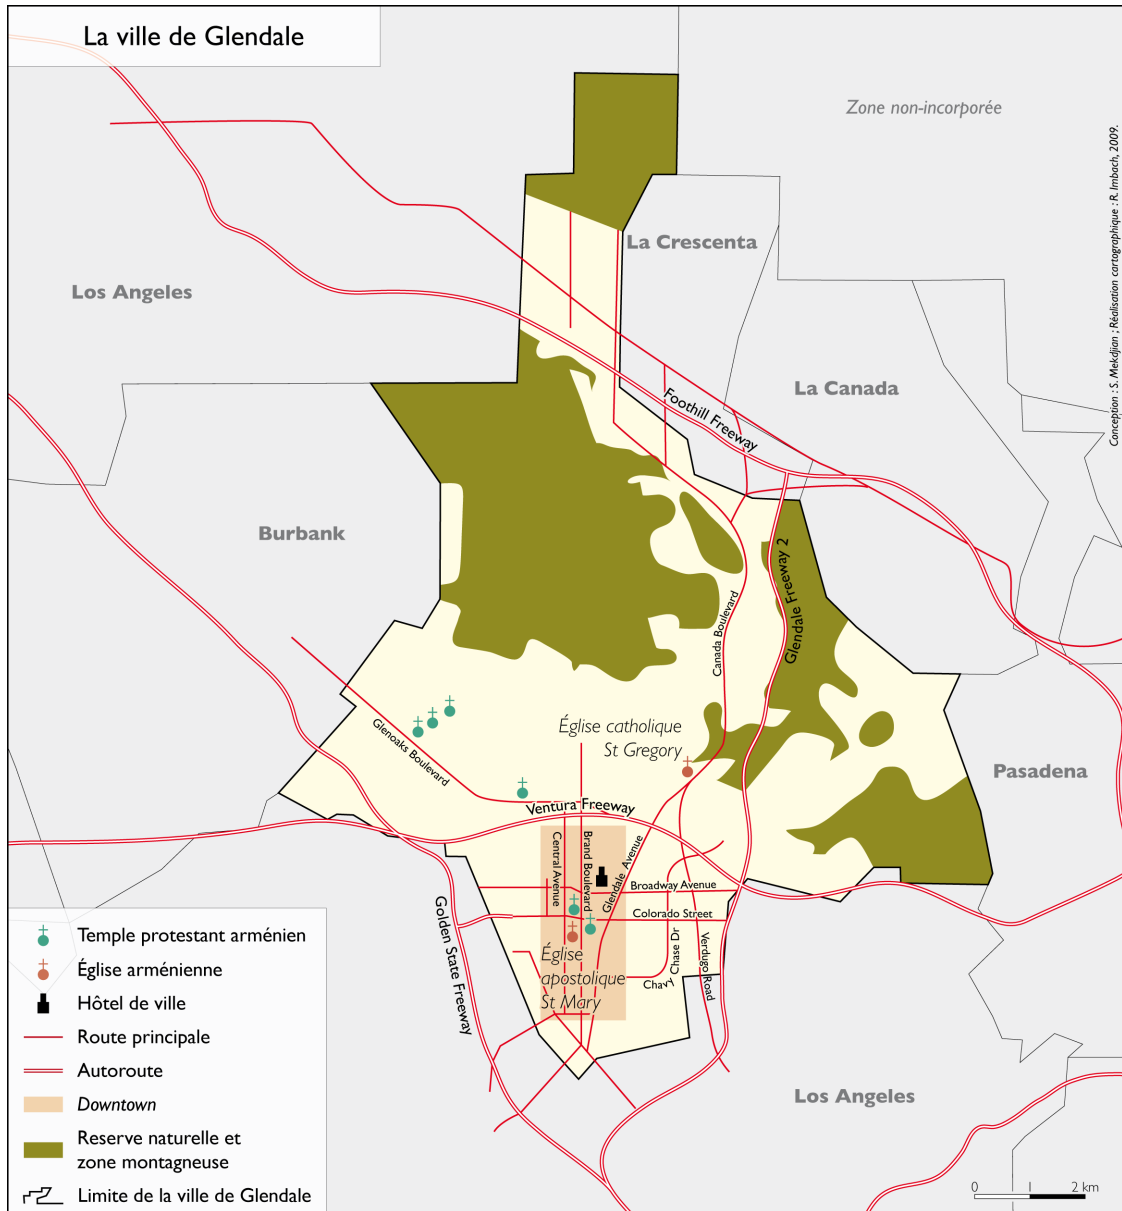 La ville de Glendale
Zone non-incorporée
Conception : S. Mekdjian ; Réalisation cartographique : R. Imbach, 2009.
La Crescenta
Los Angeles
La Canada
Foothill Freeway
Burbank
Glendale Freeway 2
Canada Boulevard
Église catholique
St Gregory
Glenoaks Boulevard
Pasadena
Ventura Freeway
Central Avenue
Brand Boulevard
Glendale Avenue
Broadway Avenue
Colorado Street
Golden State Freeway
Église
apostolique
St Mary
Chavy Chase Dr
Verdugo Road
Los Angeles
Temple protestant arménien
Église arménienne
Hôtel de ville
Route principale
Autoroute
Downtown
Reserve naturelle et
zone montagneuse
Limite de la ville de Glendale
0 1 2 km